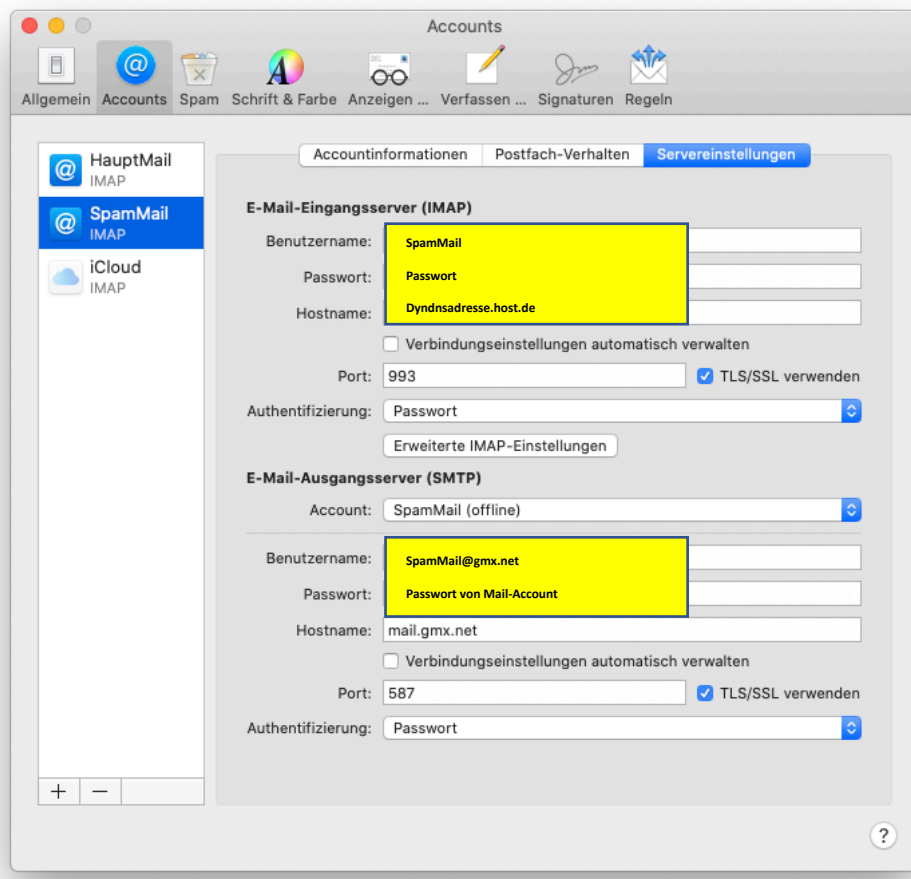 Accounts
Allgemein Accounts Spam Schrift & Farbe Anzeigen ... Verfassen ... Signaturen Regeln
HauptMail
IMAP
SpamMail
IMAP
iCloud
IMAP
Accountinformationen Postfach-Verhalten Servereinstellungen
E-Mail-Eingangsserver (IMAP)
Benutzername: SpamMail
Passwort: Passwort
Hostname: Dyndnsadresse.host.de
Verbindungseinstellungen automatisch verwalten
Port: 993 TLS/SSL verwenden
Authentifizierung: Passwort
Erweiterte IMAP-Einstellungen
E-Mail-Ausgangsserver (SMTP)
Account: SpamMail (offline)
Benutzername: SpamMail@gmx.net
Passwort: Passwort von Mail-Account
Hostname: mail.gmx.net
Verbindungseinstellungen automatisch verwalten
Port: 587 TLS/SSL verwenden
Authentifizierung: Passwort
+ −
?